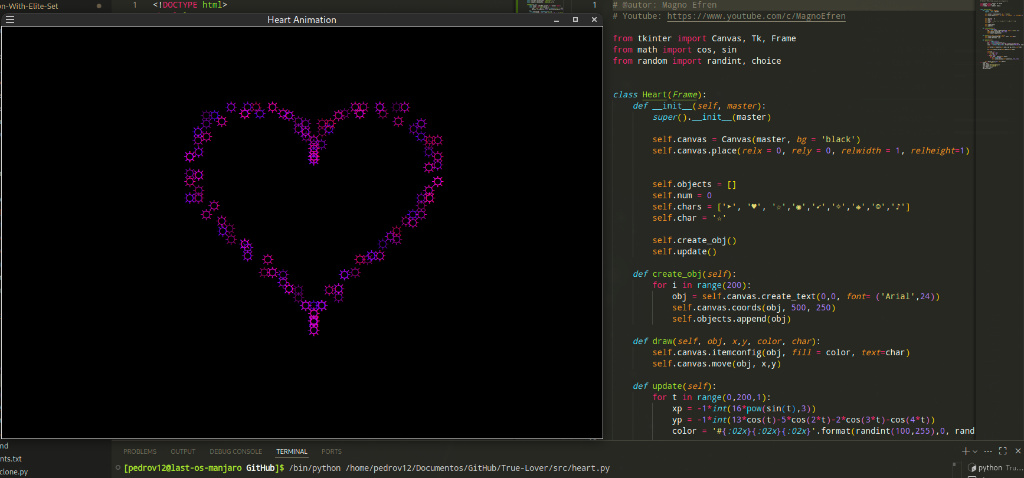 on-With-Elite-Set
1 <!DOCTYPE html>
1
Heart Animation
# @autor: Magno Efren
# Youtube: https://www.youtube.com/c/MagnoEfren
from tkinter import Canvas, Tk, Frame
from math import cos, sin
from random import randint, choice
class Heart(Frame):
def __init__(self, master):
super().__init__(master)
self.canvas = Canvas(master, bg = 'black')
self.canvas.place(relx = 0, rely = 0, relwidth = 1, relheight=1)
self.objects = []
self.num = 0
self.chars = ['➤', '♥',
self.char =
self.create_obj()
self.update()
def create_obj(self):
for i in range(200):
obj = self.canvas.create_text(0,0, font= ('Arial',24))
self.canvas.coords(obj, 500, 250)
self.objects.append(obj)
def draw(self, obj, x,y, color, char):
self.canvas.itemconfig(obj, fill = color, text=char)
self.canvas.move(obj, x,y)
def update(self):
for t in range(0,200,1):
xp = -1*int(16*pow(sin(t),3))
yp = -1*int(13*cos(t)-5*cos(2*t)-2*cos(3*t)-cos(4*t))
color = '#{:02x}{:02x}{:02x}'.format(randint(100,255),0, rand
nd
nts.txt
clone.py
PROBLEMS OUTPUT DEBUG CONSOLE TERMINAL PORTS
[pedrov12@last-os-manjaro GitHub]$ /bin/python /home/pedrov12/Documentos/GitHub/True-Lover/src/heart.py
python Tru...